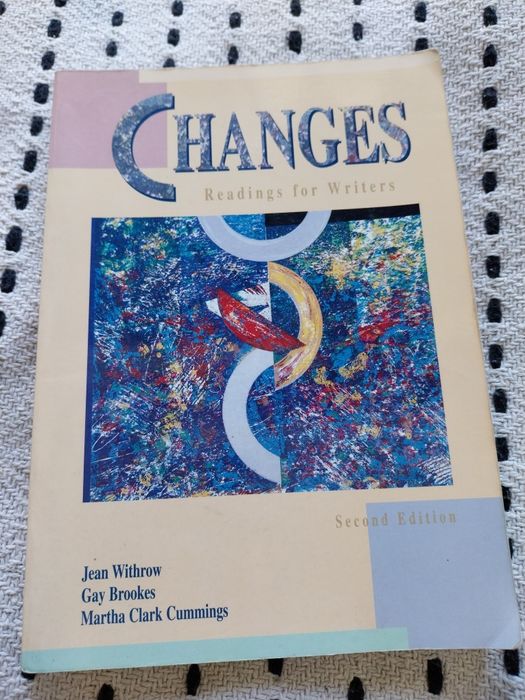 CHANGES
Readings for Writers
Second Edition
Jean Withrow
Gay Brookes
Martha Clark Cummings